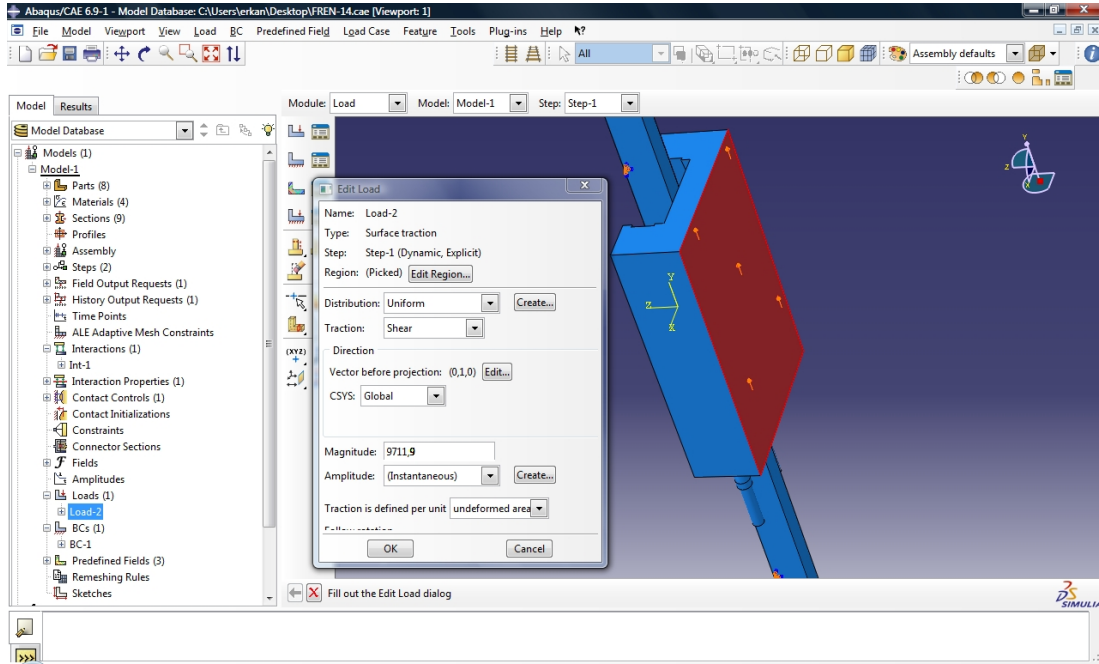 Abaqus/CAE 6.9-1 - Model Database: C:\Users\erkan\Desktop\FREN-14.cae [Viewport: 1]
File Model Viewport View Load BC Predefined Field Load Case Feature Tools Plug-ins Help
All Assembly defaults
Model Results
Module: Load Model: Model-1 Step: Step-1
Model Database
Models (1)
Model-1
Parts (8)
Materials (4)
Sections (9)
Profiles
Assembly
Steps (2)
Field Output Requests (1)
History Output Requests (1)
Time Points
ALE Adaptive Mesh Constraints
Interactions (1)
Int-1
Interaction Properties (1)
Contact Controls (1)
Contact Initializations
Constraints
Connector Sections
Fields
Amplitudes
Loads (1)
Load-2
BCs (1)
BC-1
Predefined Fields (3)
Remeshing Rules
Sketches
(XYZ)
Edit Load
Name: Load-2
Type: Surface traction
Step: Step-1 (Dynamic, Explicit)
Region: (Picked) Edit Region...
Distribution: Uniform Create...
Traction: Shear
Direction
Vector before projection: (0,1,0) Edit...
CSYS: Global
Magnitude: 9711,9
Amplitude: (Instantaneous) Create...
Traction is defined per unit undeformed area
OK Cancel
Y
Z
X
Y
Z
X
Fill out the Edit Load dialog
SIMULIA
>>>